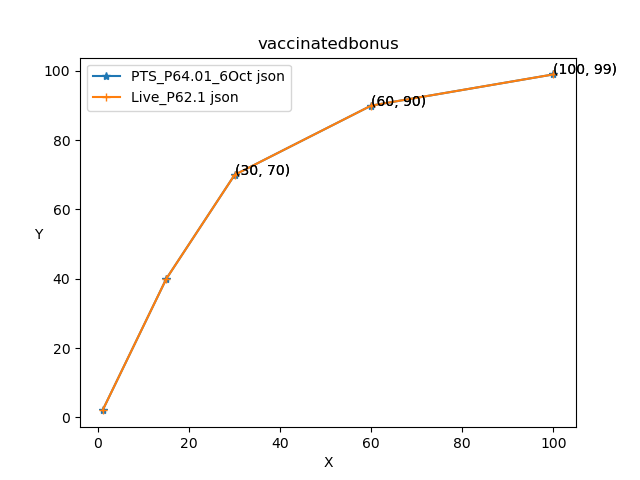 vaccinatedbonus
PTS_P64.01_6Oct json
Live_P62.1 json
(100, 99)
(60, 90)
(30, 70)
100
80
60
40
20
0
Y
0 20 40 60 80 100
X